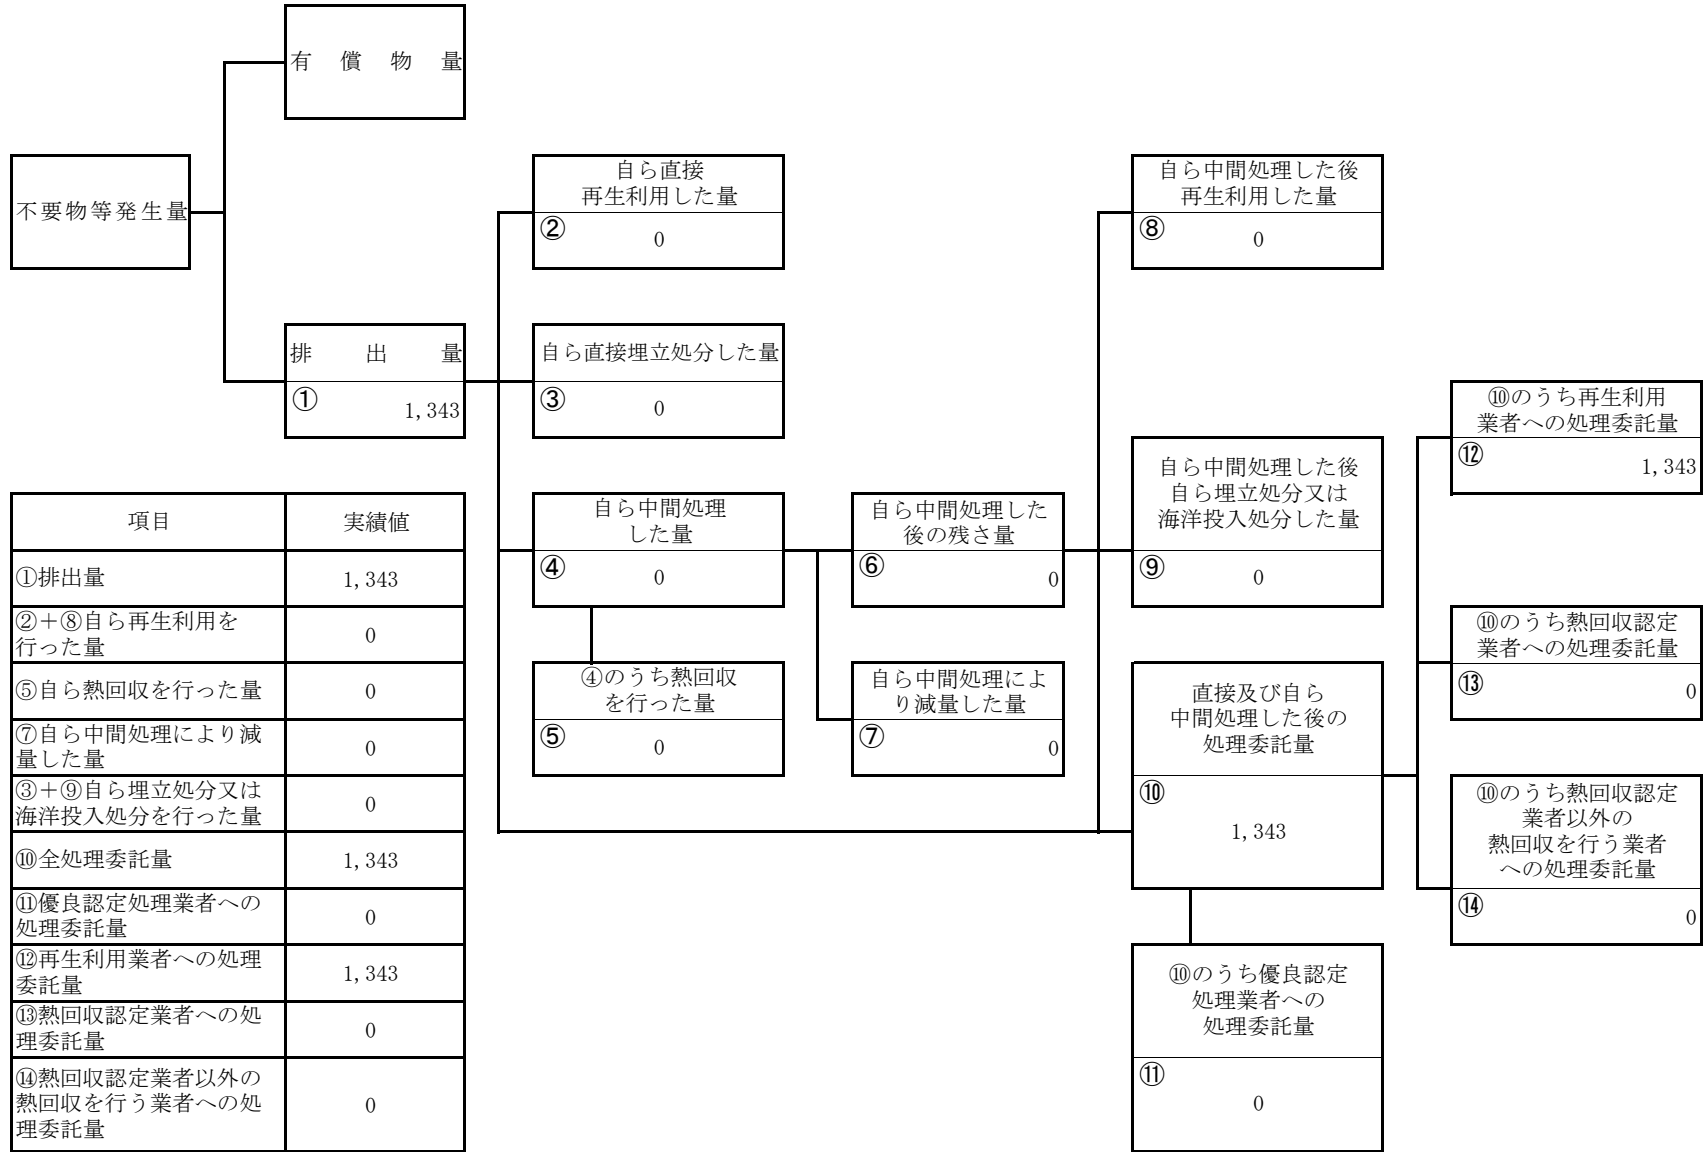 有償物量
不要物等発生量
排出量
①
1,343
自ら直接
再生利用した量
②
0
自ら直接埋立処分した量
③
0
自ら中間処理
した量
④
0
④のうち熱回収
を行った量
⑤
0
自ら中間処理した
後の残さ量
⑥
0
自ら中間処理によ
り減量した量
⑦
0
自ら中間処理した後
再生利用した量
⑧
0
自ら中間処理した後
自ら埋立処分又は
海洋投入処分した量
⑨
0
直接及び自ら
中間処理した後の
処理委託量
⑩
1,343
⑩のうち優良認定
処理業者への
処理委託量
⑪
0
⑩のうち再生利用
業者への処理委託量
⑫
1,343
⑩のうち熱回収認定
業者への処理委託量
⑬
0
⑩のうち熱回収認定
業者以外の
熱回収を行う業者
への処理委託量
⑭
0
項目 実績値
①排出量 1,343
②＋⑧自ら再生利用を
行った量 0
⑤自ら熱回収を行った量 0
⑦自ら中間処理により減
量した量 0
③＋⑨自ら埋立処分又は
海洋投入処分を行った量 0
⑩全処理委託量 1,343
⑪優良認定処理業者への
処理委託量 0
⑫再生利用業者への処理
委託量 1,343
⑬熱回収認定業者への処
理委託量 0
⑭熱回収認定業者以外の
熱回収を行う業者への処
理委託量 0